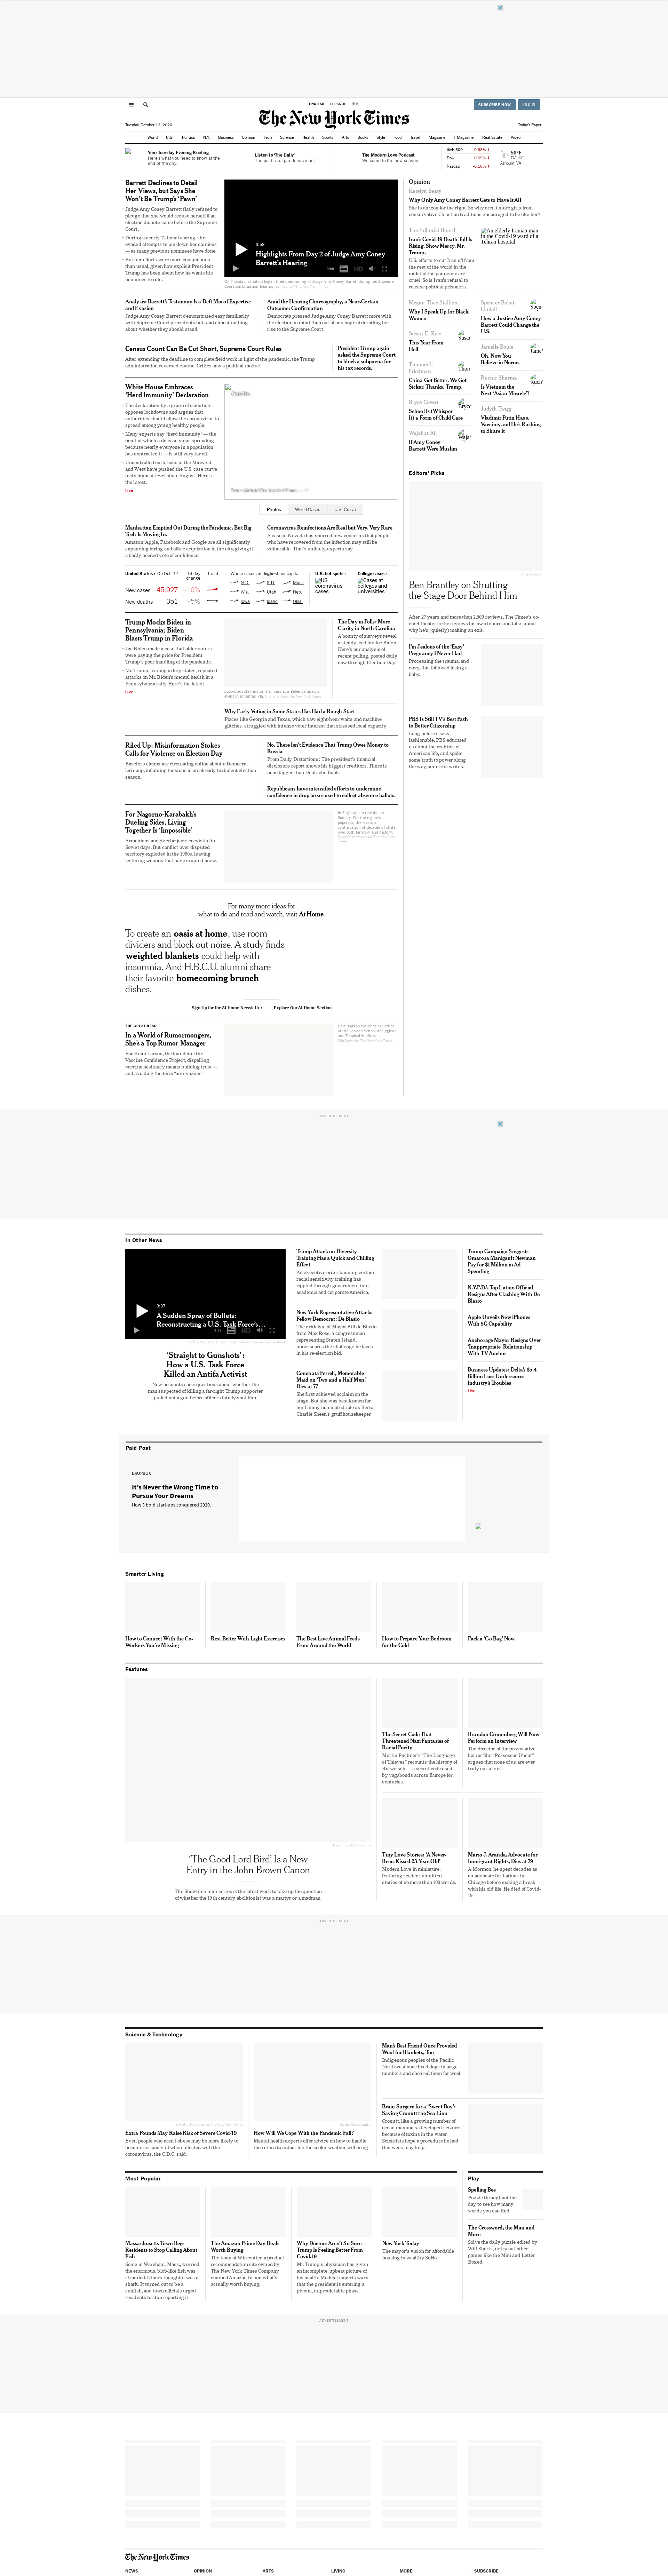 ENGLISH ESPAÑOL 中文
SUBSCRIBE NOW
LOG IN
The New York Times
Tuesday, October 13, 2020
Today's Paper
World U.S. Politics N.Y. Business Opinion Tech Science Health Sports Arts Books Style Food Travel Magazine T Magazine Real Estate Video
Your Tuesday Evening Briefing
Here's what you need to know at the
end of the day.
Listen to 'The Daily'
The politics of pandemic relief.
The Modern Love Podcast
Welcome to the new season.
S&P 500
Dow
Nasdaq
56°F
Ashburn, VA
Barrett Declines to Detail
Her Views, but Says She
Won't Be Trump's 'Pawn'
Judge Amy Coney Barrett flatly refused to
pledge that she would recuse herself if an
election dispute came before the Supreme
Court.
During a nearly 12 hour hearing, she
evaded attempts to pin down her opinions
— as many previous nominees have done.
But her efforts were more conspicuous
than usual, given how explicit President
Trump has been about how he wants his
nominees to rule.
3:58
Highlights From Day 2 of Judge Amy Coney
Barrett's Hearing
Analysis: Barrett's Testimony Is a Deft Mix of Expertise
and Evasion
Judge Amy Coney Barrett demonstrated easy familiarity
with Supreme Court precedents but said almost nothing
about whether they should stand.
Amid the Hearing Choreography, a Near-Certain
Outcome: Confirmation
Democrats pressed Judge Amy Coney Barrett more with
the election in mind than out of any hope of derailing her
rise to the Supreme Court.
Census Count Can Be Cut Short, Supreme Court Rules
After extending the deadline to complete field work in light of the pandemic, the Trump
administration reversed course. Critics saw a political motive.
President Trump again
asked the Supreme Court
to block a subpoena for
his tax records.
White House Embraces
'Herd Immunity' Declaration
The declaration by a group of scientists
spurns lockdowns and argues that
authorities should allow the coronavirus to
spread among young healthy people.
Many experts say "herd immunity" — the
point at which a disease stops spreading
because nearly everyone in a population
has contracted it — is still very far off.
Uncontrolled outbreaks in the Midwest
and West have pushed the U.S. case curve
to its highest level since August. Here's
the latest.
Live
Photos World Cases U.S. Curve
Manhattan Emptied Out During the Pandemic. But Big
Tech Is Moving In.
Amazon, Apple, Facebook and Google are all significantly
expanding hiring and office acquisition in the city, giving it
a badly needed vote of confidence.
Coronavirus Reinfections Are Real but Very, Very Rare
A case in Nevada has spurred new concerns that people
who have recovered from the infection may still be
vulnerable. That's unlikely, experts say.
United States › On Oct. 12 14-day change Trend
New cases 45,927 +19%
New deaths 351 –5%
Where cases are highest per capita
N.D. S.D. Mont.
Wis. Utah Neb.
Iowa Idaho Okla.
U.S. hot spots ›
US coronavirus cases
College cases ›
Cases at colleges and universities
Trump Mocks Biden in
Pennsylvania; Biden
Blasts Trump in Florida
Joe Biden made a case that older voters
were paying the price for President
Trump's poor handling of the pandemic.
Mr. Trump, trailing in key states, repeated
attacks on Mr. Biden's mental health in a
Pennsylvania rally. Here's the latest.
Live
The Day in Polls: More
Clarity in North Carolina
A bounty of surveys reveal
a steady lead for Joe Biden.
Here's our analysis of
recent polling, posted daily
now through Election Day.
Why Early Voting in Some States Has Had a Rough Start
Places like Georgia and Texas, which saw eight-hour waits and machine
glitches, struggled with intense voter interest that stressed local capacity.
Riled Up: Misinformation Stokes
Calls for Violence on Election Day
Baseless claims are circulating online about a Democrat-
led coup, inflaming tensions in an already turbulent election
season.
No, There Isn't Evidence That Trump Owes Money to
Russia
From Daily Distortions: The president's financial
disclosure report shows his biggest creditors. There is
none bigger than Deutsche Bank.
Republicans have intensified efforts to undermine
confidence in drop boxes used to collect absentee ballots.
For Nagorno-Karabakh's
Dueling Sides, Living
Together Is 'Impossible'
Armenians and Azerbaijanis coexisted in
Soviet days. But conflict over disputed
territory exploded in the 1990s, leaving
festering wounds that have erupted anew.
For many more ideas for
what to do and read and watch, visit At Home.
To create an oasis at home, use room
dividers and block out noise. A study finds
weighted blankets could help with
insomnia. And H.B.C.U. alumni share
their favorite homecoming brunch
dishes.
Sign Up for the At Home Newsletter Explore Our At Home Section
THE GREAT READ
In a World of Rumormongers,
She's a Top Rumor Manager
For Heidi Larson, the founder of the
Vaccine Confidence Project, dispelling
vaccine hesitancy means building trust —
and avoiding the term "anti-vaxxer."
Heidi Larson walks to her office
at the London School of Hygiene
and Tropical Medicine.
Opinion
Katelyn Beaty
Why Only Amy Coney Barrett Gets to Have It All
She is an icon for the right. So why aren't more girls from
conservative Christian traditions encouraged to be like her?
The Editorial Board
Iran's Covid-19 Death Toll Is
Rising. Show Mercy, Mr.
Trump.
U.S. efforts to cut Iran off from
the rest of the world in the
midst of the pandemic are
cruel. So is Iran's refusal to
release political prisoners.
An elderly Iranian man
in the Covid-19 ward of a
Tehran hospital.
Megan Thee Stallion
Why I Speak Up for Black
Women
Spencer Bokat-
Lindell
How a Justice Amy Coney
Barrett Could Change the
U.S.
Susan E. Rice
This Year From
Hell
Jamelle Bouie
Oh, Now You
Believe in Norms
Thomas L.
Friedman
China Got Better. We Got
Sicker. Thanks, Trump.
Ruchir Sharma
Is Vietnam the
Next 'Asian Miracle'?
Bryce Covert
School Is (Whisper
It) a Form of Child Care
Judith Twigg
Vladimir Putin Has a
Vaccine, and He's Rushing
to Share It
Wajahat Ali
If Amy Coney
Barrett Were Muslim
Editors' Picks
Ben Brantley on Shutting
the Stage Door Behind Him
After 27 years and more than 2,500 reviews, The Times's co-
chief theater critic reviews his own tenure and talks about
why he's (quietly) making an exit.
I'm Jealous of the 'Easy'
Pregnancy I Never Had
Processing the trauma, and
worry, that followed losing a
baby.
PBS Is Still TV's Best Path
to Better Citizenship
Long before it was
fashionable, PBS educated
us about the realities of
American life, and spoke
some truth to power along
the way, our critic writes.
ADVERTISEMENT
In Other News
3:37
A Sudden Spray of Bullets:
Reconstructing a U.S. Task Force's…
'Straight to Gunshots':
How a U.S. Task Force
Killed an Antifa Activist
New accounts raise questions about whether the
man suspected of killing a far-right Trump supporter
pulled out a gun before officers fatally shot him.
Trump Attack on Diversity
Training Has a Quick and Chilling
Effect
An executive order banning certain
racial sensitivity training has
rippled through government into
academia and corporate America.
New York Representative Attacks
Fellow Democrat: De Blasio
The criticism of Mayor Bill de Blasio
from Max Rose, a congressman
representing Staten Island,
underscores the challenge he faces
in his re-election bid.
Conchata Ferrell, Memorable
Maid on 'Two and a Half Men,'
Dies at 77
She first achieved acclaim on the
stage. But she was best known for
her Emmy-nominated role as Berta,
Charlie Sheen's gruff housekeeper.
Trump Campaign Suggests
Omarosa Manigault Newman
Pay for $1 Million in Ad
Spending
N.Y.P.D.'s Top Latino Official
Resigns After Clashing With De
Blasio
Apple Unveils New iPhones
With 5G Capability
Anchorage Mayor Resigns Over
'Inappropriate' Relationship
With TV Anchor
Business Updates: Delta's $5.4
Billion Loss Underscores
Industry's Troubles
Live
Paid Post
DROPBOX
It's Never the Wrong Time to
Pursue Your Dreams
How 3 bold start-ups conquered 2020.
Smarter Living
How to Connect With the Co-
Workers You're Missing
Rest Better With Light Exercises
The Best Live Animal Feeds
From Around the World
How to Prepare Your Bedroom
for the Cold
Pack a 'Go Bag' Now
Features
'The Good Lord Bird' Is a New
Entry in the John Brown Canon
The Showtime mini-series is the latest work to take up the question
of whether the 19th century abolitionist was a martyr or a madman.
The Secret Code That
Threatened Nazi Fantasies of
Racial Purity
Martin Puchner's "The Language
of Thieves" recounts the history of
Rotwelsch — a secret code used
by vagabonds across Europe for
centuries.
Brandon Cronenberg Will Now
Perform an Interview
The director of the provocative
horror film "Possessor Uncut"
argues that none of us are ever
truly ourselves.
Tiny Love Stories: 'A Never-
Been-Kissed 23-Year-Old'
Modern Love in miniature,
featuring reader-submitted
stories of no more than 100 words.
Mario J. Aranda, Advocate for
Immigrant Rights, Dies at 79
A Mormon, he spent decades as
an advocate for Latinos in
Chicago before making a break
with his old life. He died of Covid-
19.
ADVERTISEMENT
Science & Technology
Extra Pounds May Raise Risk of Severe Covid-19
Even people who aren't obese may be more likely to
become seriously ill when infected with the
coronavirus, the C.D.C. said.
How Will We Cope With the Pandemic Fall?
Mental health experts offer advice on how to handle
the return to indoor life the cooler weather will bring.
Man's Best Friend Once Provided
Wool for Blankets, Too
Indigenous peoples of the Pacific
Northwest once bred dogs in large
numbers and sheared them for wool.
Brain Surgery for a 'Sweet Boy':
Saving Cronutt the Sea Lion
Cronutt, like a growing number of
ocean mammals, developed seizures
because of toxins in the water.
Scientists hope a procedure he had
this week may help.
Most Popular
Massachusetts Town Begs
Residents to Stop Calling About
Fish
Some in Wareham, Mass., worried
the enormous, bloblike fish was
stranded. Others thought it was a
shark. It turned out to be a
sunfish, and town officials urged
residents to stop reporting it.
The Amazon Prime Day Deals
Worth Buying
The team at Wirecutter, a product
recommendation site owned by
The New York Times Company,
combed Amazon to find what's
actually worth buying.
Why Doctors Aren't So Sure
Trump Is Feeling Better From
Covid-19
Mr. Trump's physician has given
an incomplete, upbeat picture of
his health. Medical experts warn
that the president is entering a
pivotal, unpredictable phase.
New York Today
The mayor's vision for affordable
housing in wealthy SoHo.
Play
Spelling Bee
Puzzle throughout the
day to see how many
words you can find.
The Crossword, the Mini and
More
Solve the daily puzzle edited by
Will Shortz, or try out other
games like the Mini and Letter
Boxed.
ADVERTISEMENT
The New York Times
NEWS OPINION ARTS LIVING MORE SUBSCRIBE